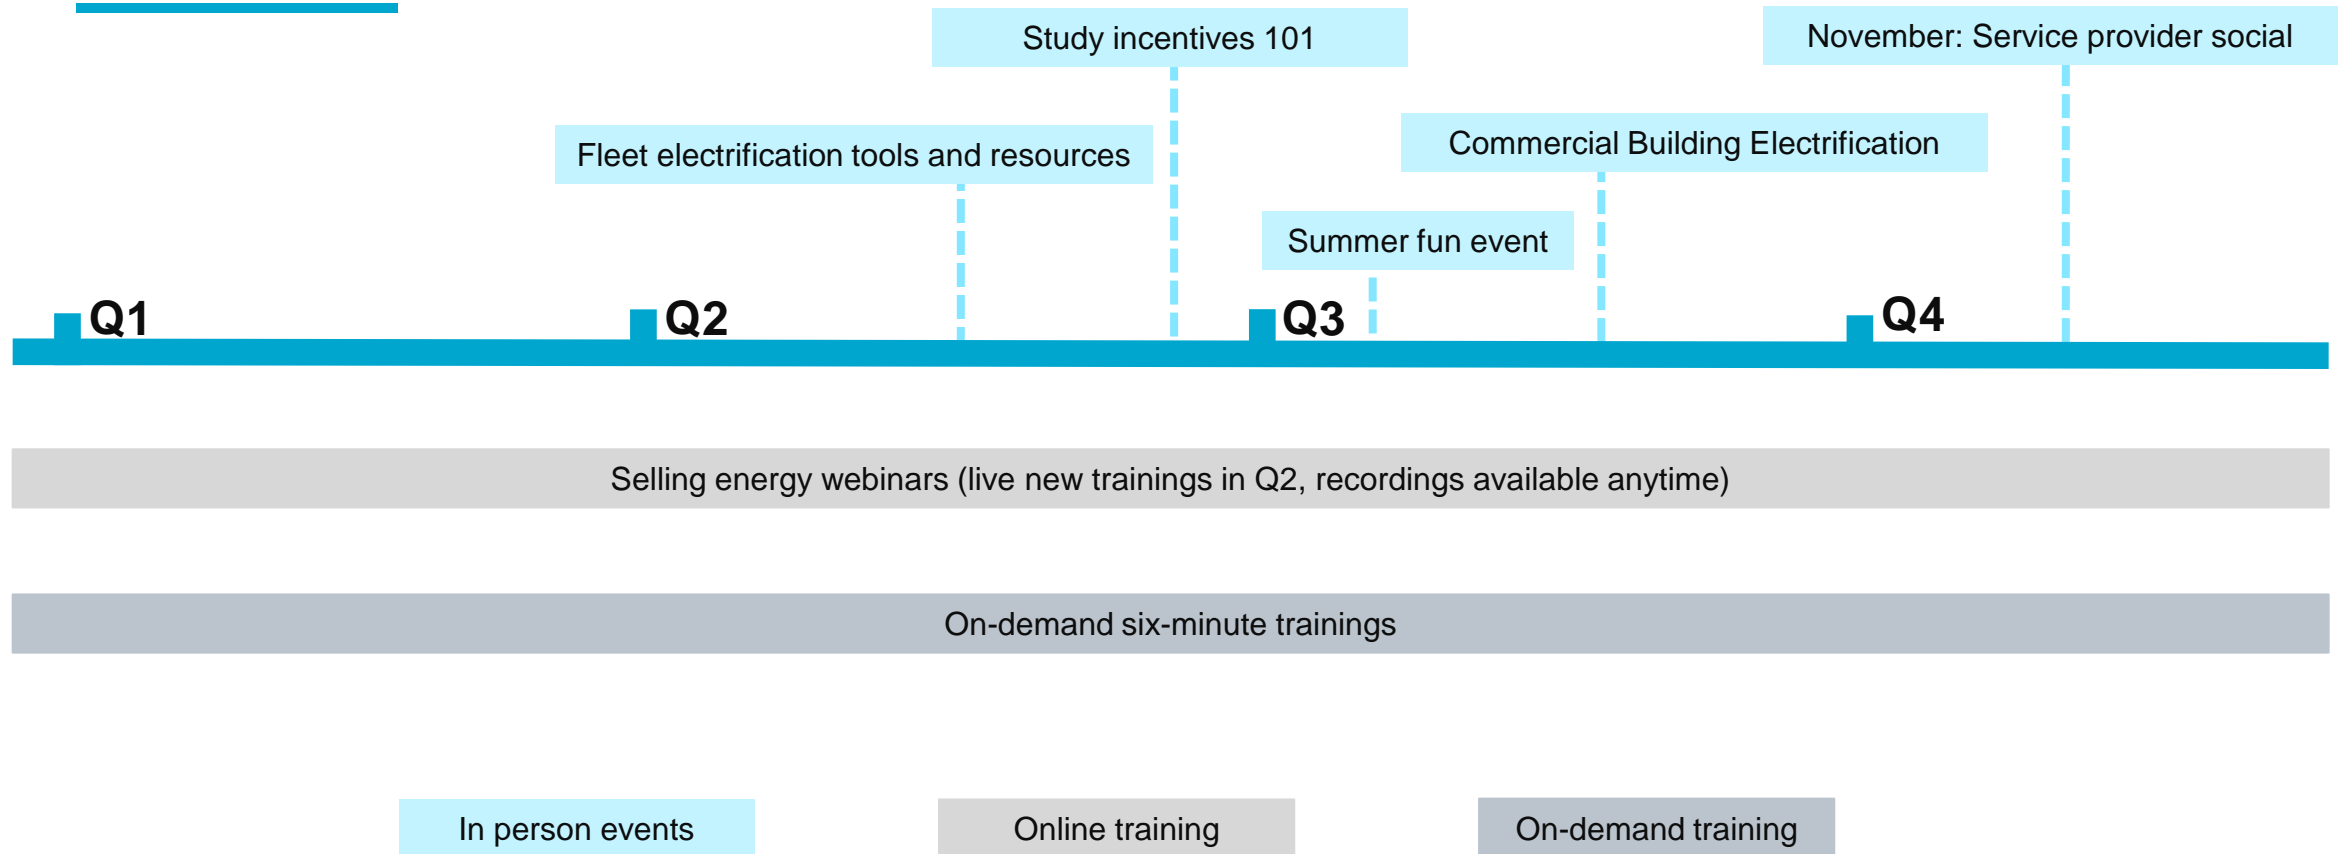 Study incentives 101
November: Service provider social
Fleet electrification tools and resources
Commercial Building Electrification
Summer fun event
Q1
Q2
Q3
Q4
Selling energy webinars (live new trainings in Q2, recordings available anytime)
On-demand six-minute trainings
In person events
Online training
On-demand training